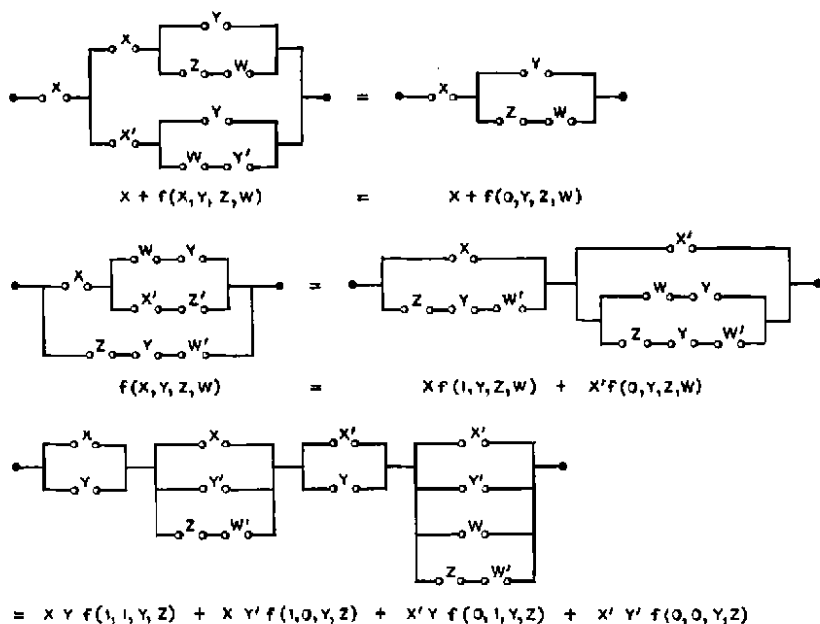 X
X
Y
Z W
X'
Y
W Y'
=
X
Y
Z W
X + f(X,Y,Z,W) = X + f(0,Y,Z,W)
X
W Y
X' Z'
Z Y W'
=
X
Z Y W'
X'
W Y
Z Y W'
f(X,Y,Z,W) = X f(1,Y,Z,W) + X' f(0,Y,Z,W)
X
Y
X
Y'
Z W'
X'
Y
X'
Y'
W
Z W'
= X Y f(1,1,Y,Z) + X Y' f(1,0,Y,Z) + X' Y f(0,1,Y,Z) + X' Y' f(0,0,Y,Z)